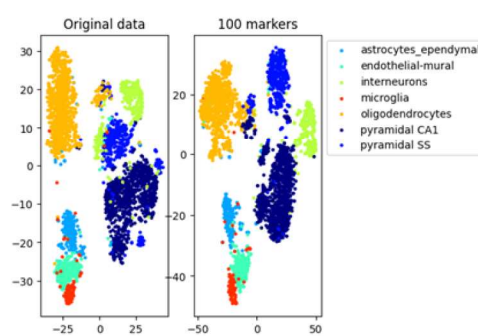 Original data
30
20
10
0
−10
−20
−30
−25
0
25
100 markers
20
0
−20
−40
−50
0
50
astrocytes_ependymal
endothelial-mural
interneurons
microglia
oligodendrocytes
pyramidal CA1
pyramidal SS